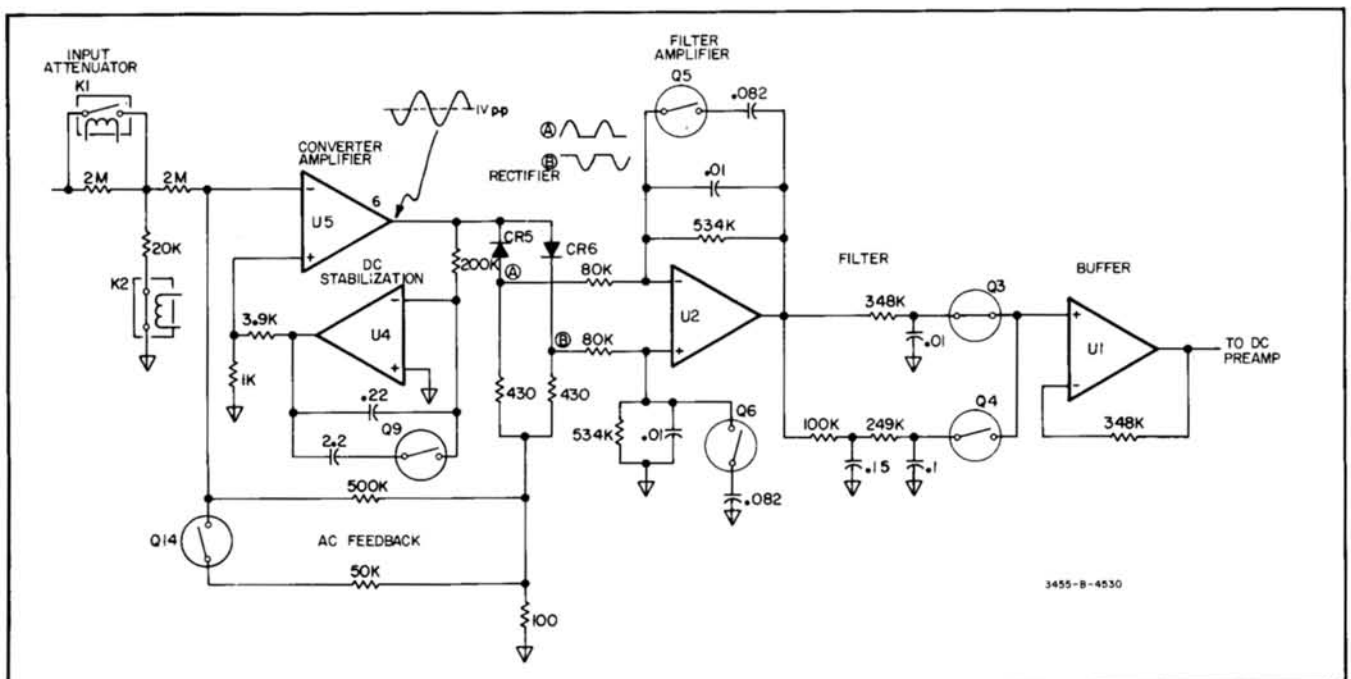 INPUT
ATTENUATOR
K1
2M
2M
20K
K2
CONVERTER
AMPLIFIER
1V p-p
-
+
U5
6
DC
STABILIZATION
-
+
U4
3.9K
1K
.22
2.2
Q9
200K
CR5
CR6
RECTIFIER
A
B
A
B
430
430
500K
Q14
AC FEEDBACK
50K
100
FILTER
AMPLIFIER
Q5
.082
.01
534K
80K
80K
-
+
U2
534K
.01
Q6
.082
FILTER
348K
.01
Q3
100K
249K
.15
.1
Q4
BUFFER
+
-
U1
348K
TO DC
PREAMP
3455-B-4530